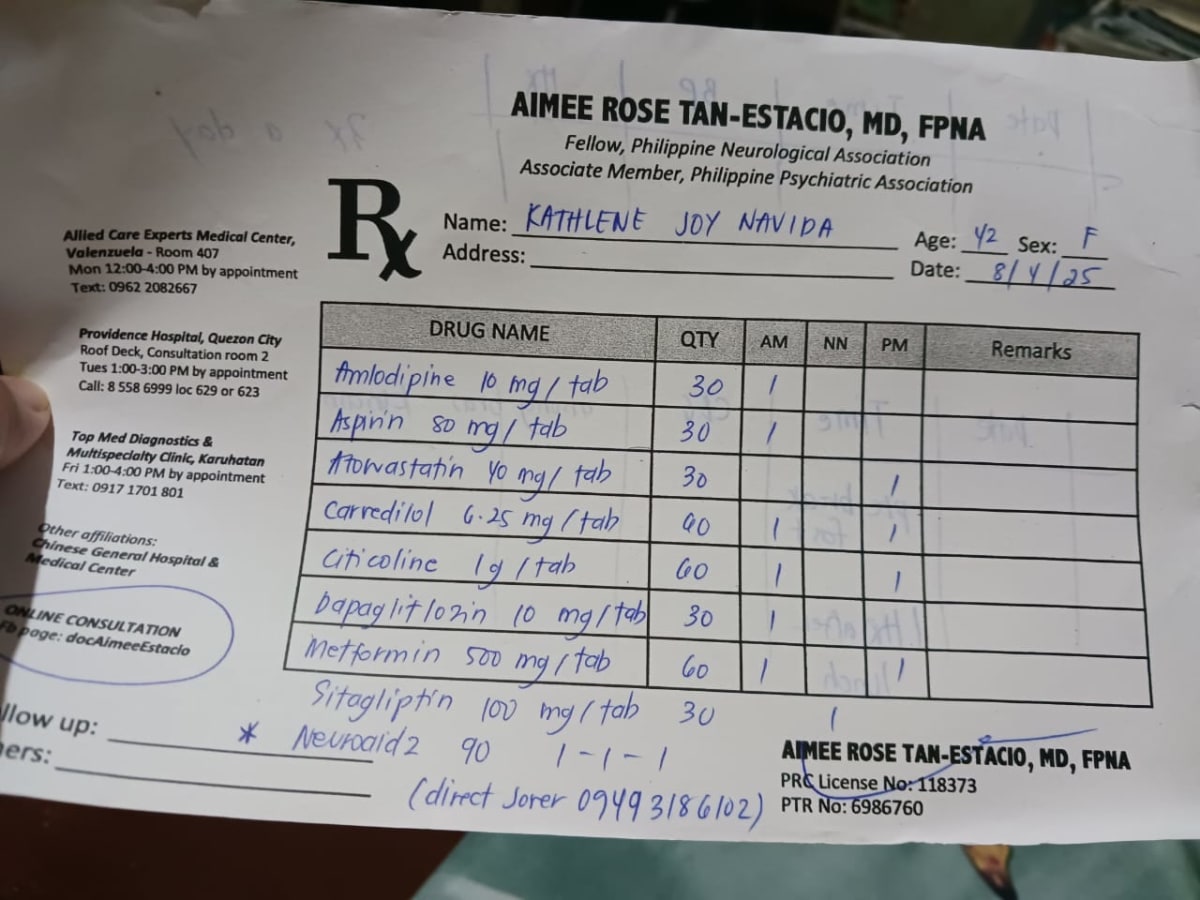 AIMEE ROSE TAN-ESTACIO, MD, FPNA
Fellow, Philippine Neurological Association
Associate Member, Philippine Psychiatric Association
Rx
Name: KATHLENE JOY NAVIDA Age: 42 Sex: F
Address: Date: 8/4/25
Allied Care Experts Medical Center,
Valenzuela - Room 407
Mon 12:00-4:00 PM by appointment
Text: 0962 2082667
Providence Hospital, Quezon City
Roof Deck, Consultation room 2
Tues 1:00-3:00 PM by appointment
Call: 8 558 6999 loc 629 or 623
Top Med Diagnostics &
Multispecialty Clinic, Karuhatan
Fri 1:00-4:00 PM by appointment
Text: 0917 1701 801
Other affiliations:
Chinese General Hospital &
Medical Center
ONLINE CONSULTATION
Fb page: docAimeeEstacio
DRUG NAME QTY AM NN PM Remarks
Amlodipine 10 mg/tab 30 1
Aspirin 80 mg/tab 30 1
Atorvastatin 40 mg/tab 30 1
Carvedilol 6.25 mg/tab 1 1
Citicoline 1g/tab 60 1 1
Dapagliflozin 10 mg/tab 30 1
Metformin 500 mg/tab 60 1 1
Sitagliptin 100 mg/tab 30 1
* Neuroaid 2 90 1-1-1
(direct Jorer 09493186102)
llow up:
ers:
AIMEE ROSE TAN-ESTACIO, MD, FPNA
PRC License No: 118373
PTR No: 6986760